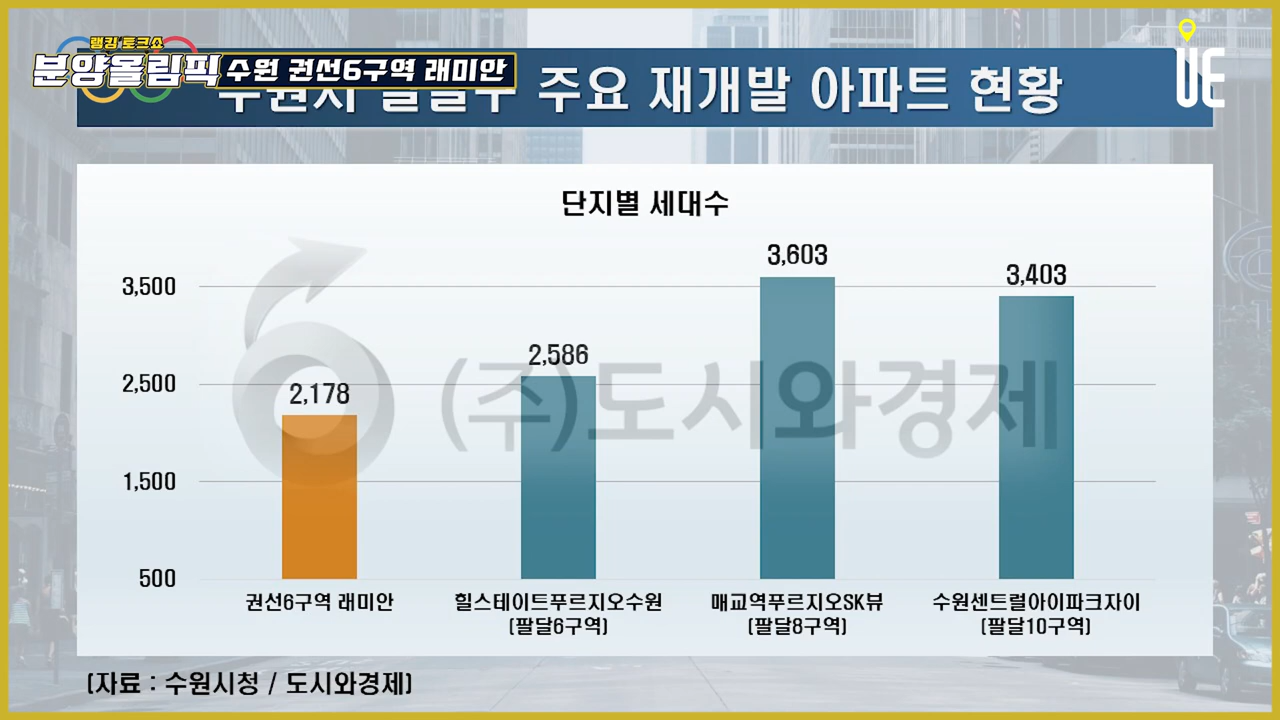 랭킹 토크쇼
분양올림픽 수원 권선6구역 래미안
UE
주요 재개발 아파트 현황
단지별 세대수
3,500
2,500
1,500
500
2,178
2,586
3,603
3,403
(주)도시와경제
권선6구역 래미안
힐스테이트푸르지오수원
(팔달6구역)
매교역푸르지오SK뷰
(팔달8구역)
수원센트럴아이파크자이
(팔달10구역)
(자료 : 수원시청 / 도시와경제)